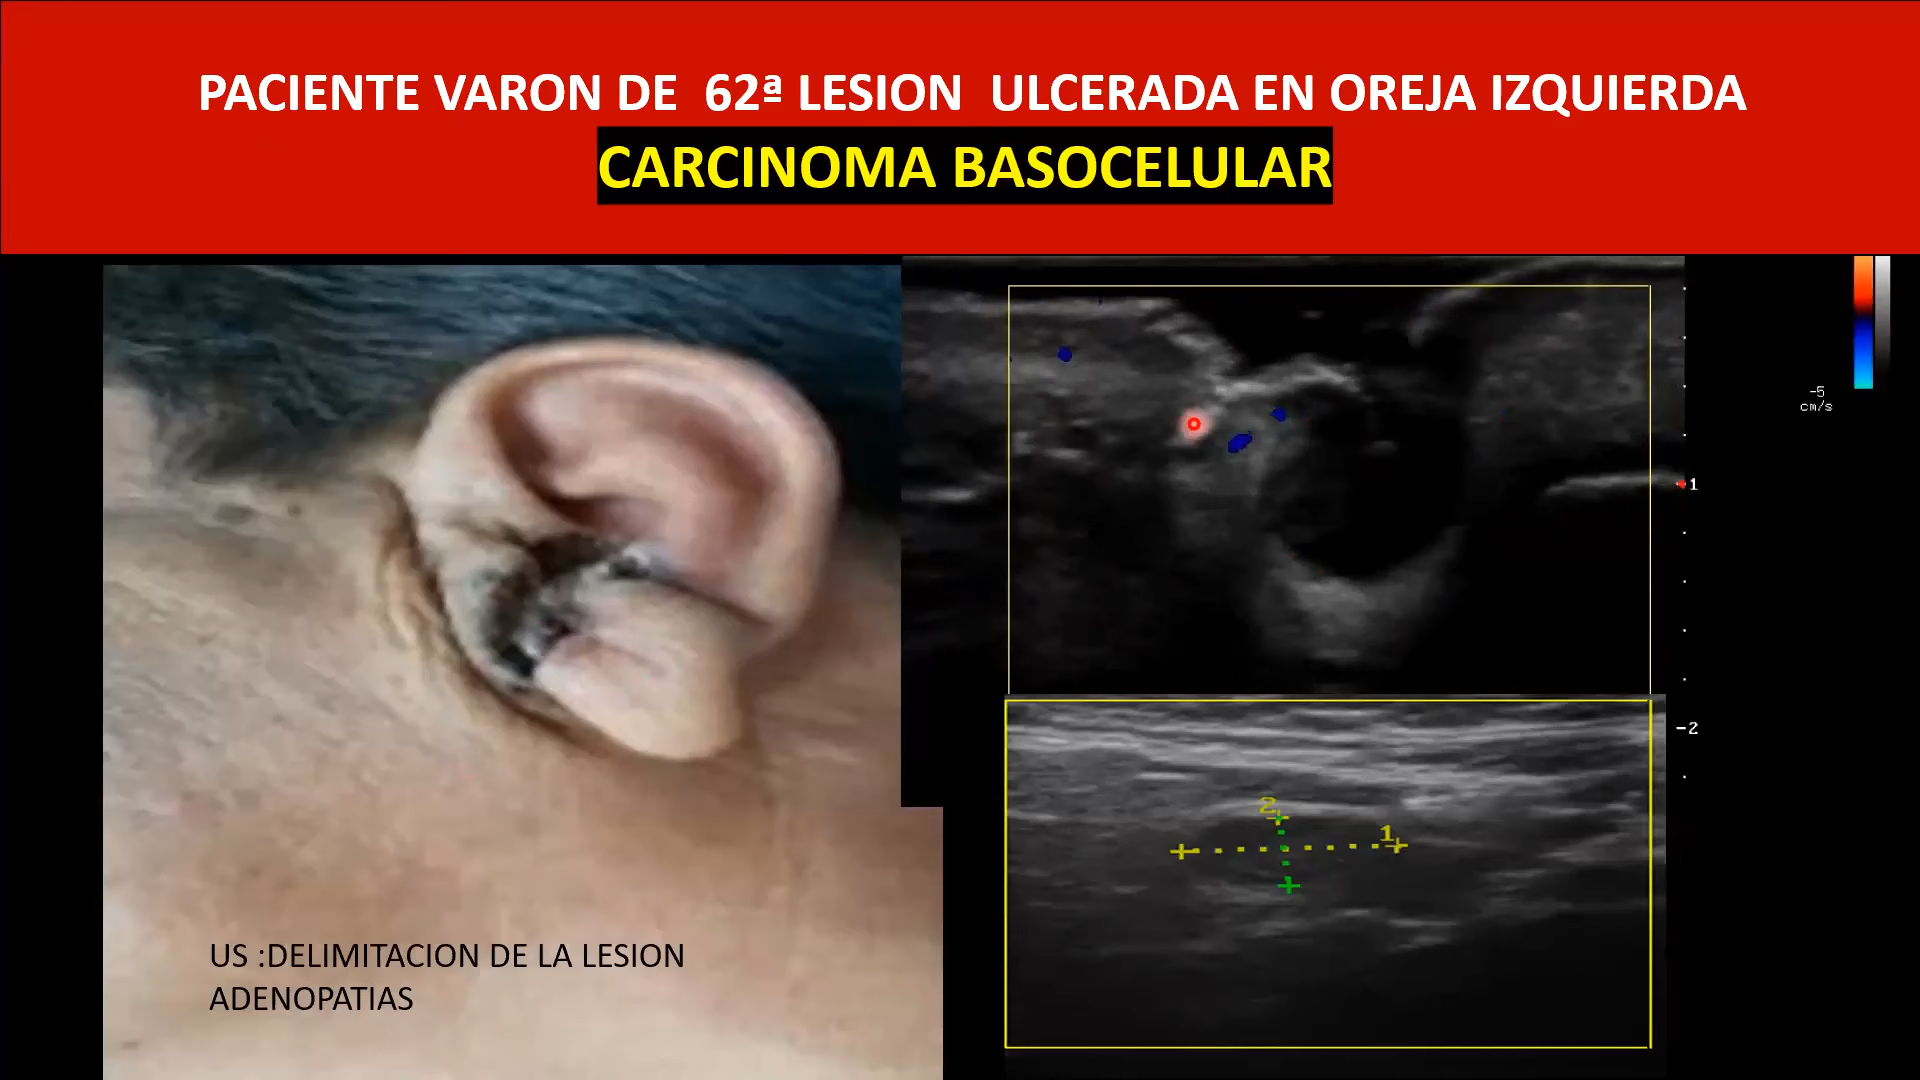 PACIENTE VARON DE 62ª LESION ULCERADA EN OREJA IZQUIERDA
CARCINOMA BASOCELULAR
-5
cm/s
1
-2
2
1
US :DELIMITACION DE LA LESION
ADENOPATIAS